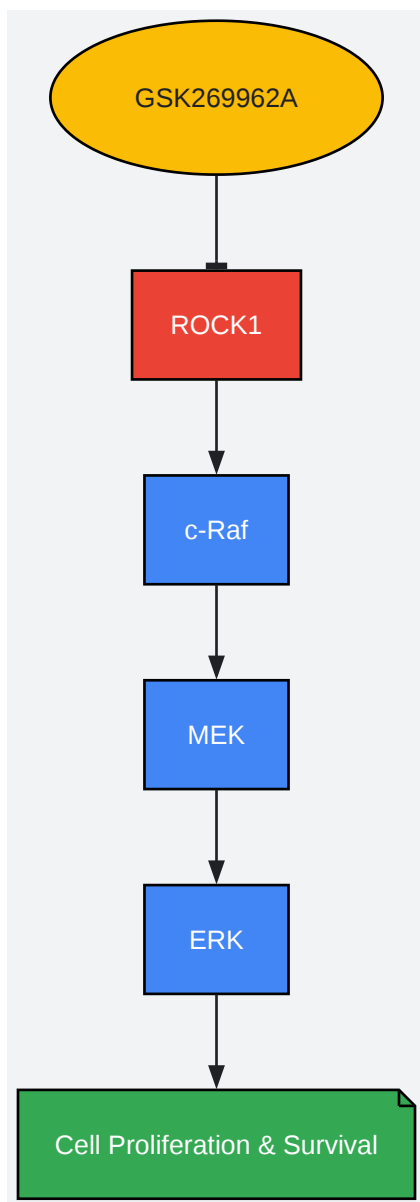 GSK269962A
ROCK1
c-Raf
MEK
ERK
Cell Proliferation & Survival